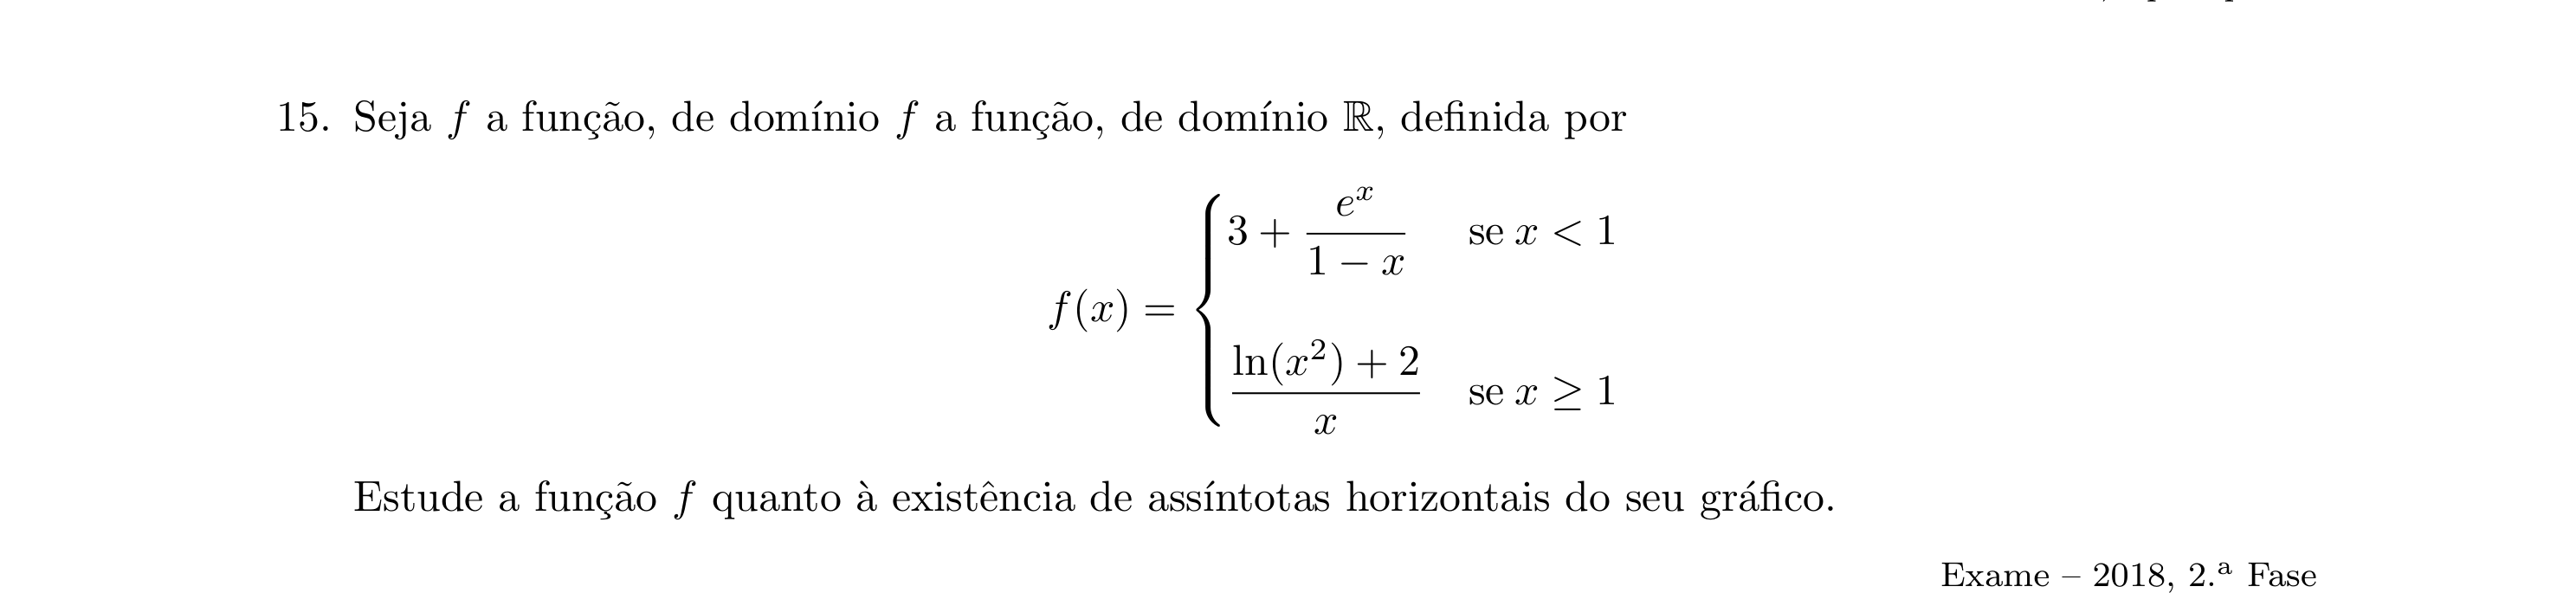 15. Seja f a função, de domínio f a função, de domínio ℝ, definida por
f(x) = { 3 + e^x / (1 − x) se x < 1
(ln(x²) + 2) / x se x ≥ 1
Estude a função f quanto à existência de assíntotas horizontais do seu gráfico.
Exame – 2018, 2.ª Fase